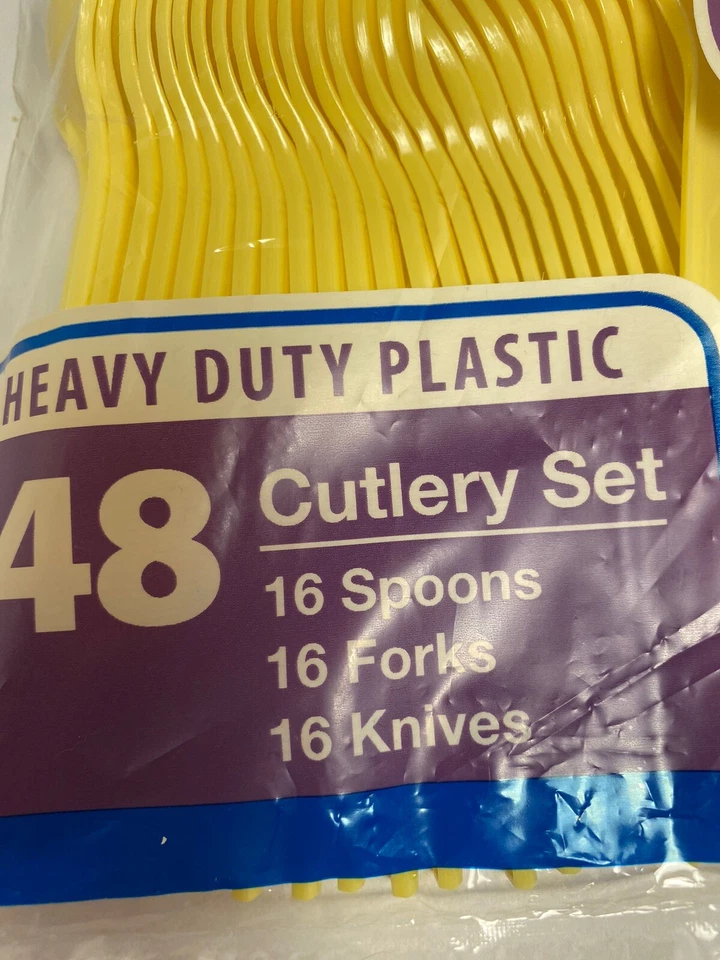 HEAVY DUTY PLASTIC
48
Cutlery Set
16 Spoons
16 Forks
16 Knives